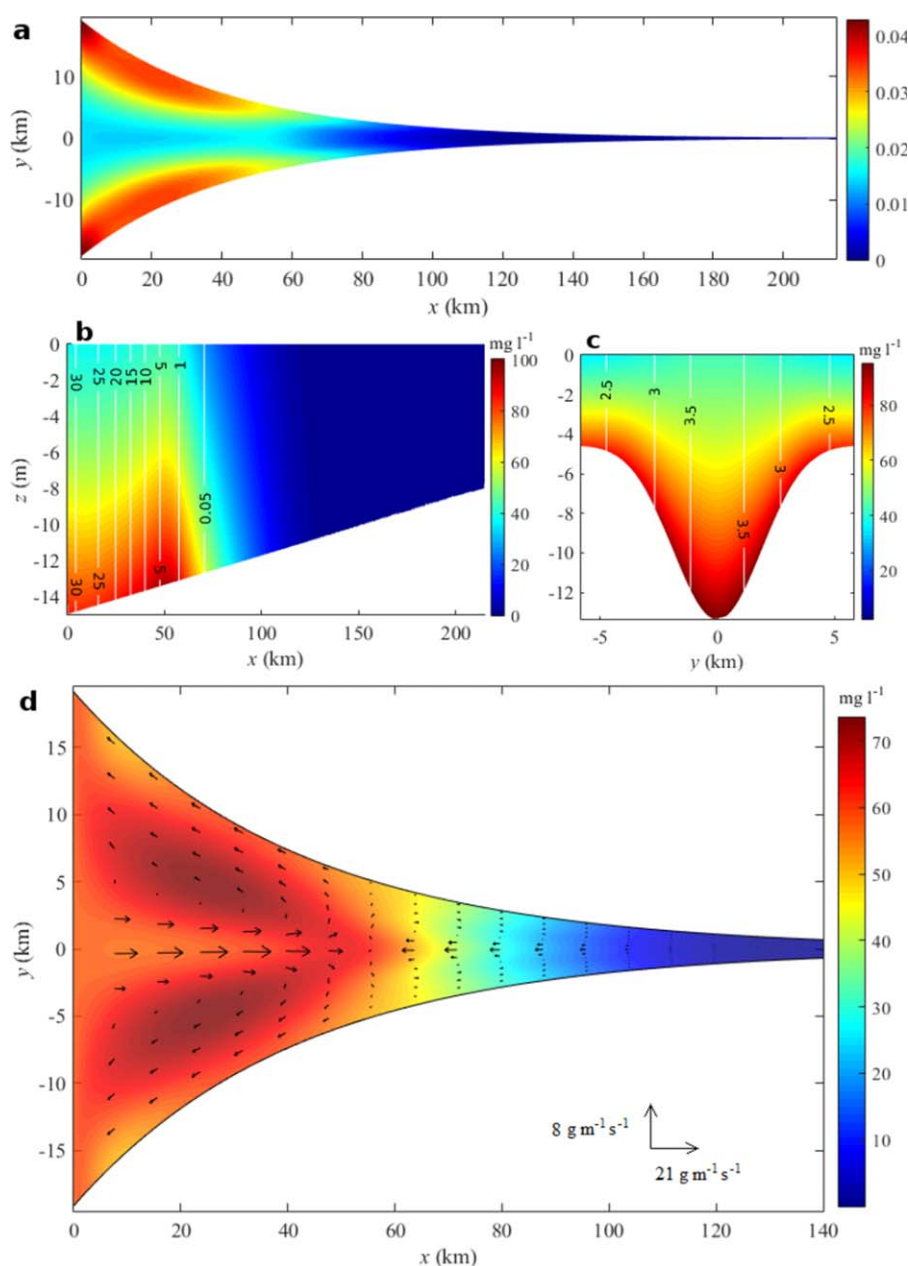 a
0.04
0.03
0.02
0.01
0
10
0
-10
y (km)
0 20 40 60 80 100 120 140 160 180 200
x (km)
b
mg l⁻¹
100
80
60
40
20
0
0
-2
-4
-6
-8
-10
-12
-14
z (m)
30 25 20 15 10 5 1
0.05
30 25 5
0 50 100 150 200
x (km)
c
mg l⁻¹
80
60
40
20
0
-2
-4
-6
-8
-10
-12
2.5 3 3.5 2.5
3
3.5
-5 0 5
y (km)
d
mg l⁻¹
70
60
50
40
30
20
10
15
10
5
0
-5
-10
-15
y (km)
8 g m⁻¹ s⁻¹
21 g m⁻¹ s⁻¹
0 20 40 60 80 100 120 140
x (km)